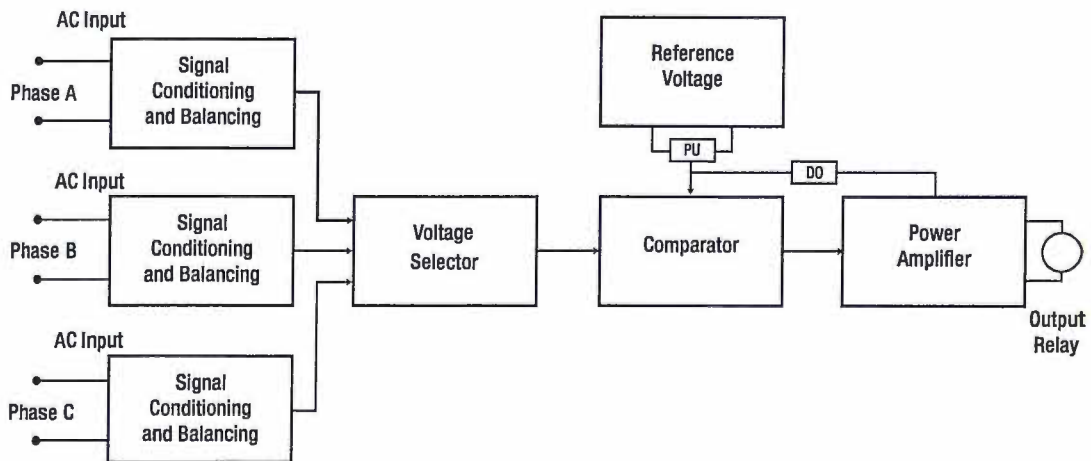 AC Input
Phase A
Signal
Conditioning
and Balancing
AC Input
Phase B
Signal
Conditioning
and Balancing
AC Input
Phase C
Signal
Conditioning
and Balancing
Voltage
Selector
Reference
Voltage
PU
DO
Comparator
Power
Amplifier
Output
Relay